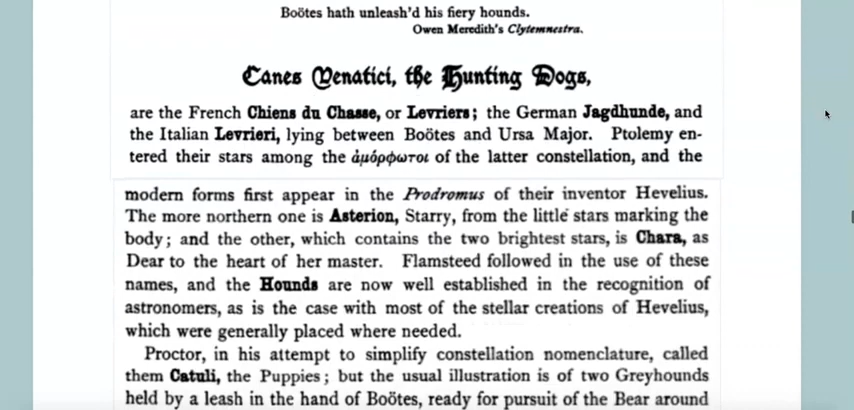 Boötes hath unleash'd his fiery hounds.
Owen Meredith's Clytemnestra.
Canes Venatici, the Hunting Dogs,
are the French Chiens du Chasse, or Levriers; the German Jagdhunde, and
the Italian Levrieri, lying between Boötes and Ursa Major. Ptolemy en-
tered their stars among the ἀμόρφωτοι of the latter constellation, and the
modern forms first appear in the Prodromus of their inventor Hevelius.
The more northern one is Asterion, Starry, from the little stars marking the
body; and the other, which contains the two brightest stars, is Chara, as
Dear to the heart of her master. Flamsteed followed in the use of these
names, and the Hounds are now well established in the recognition of
astronomers, as is the case with most of the stellar creations of Hevelius,
which were generally placed where needed.
Proctor, in his attempt to simplify constellation nomenclature, called
them Catuli, the Puppies; but the usual illustration is of two Greyhounds
held by a leash in the hand of Boötes, ready for pursuit of the Bear around